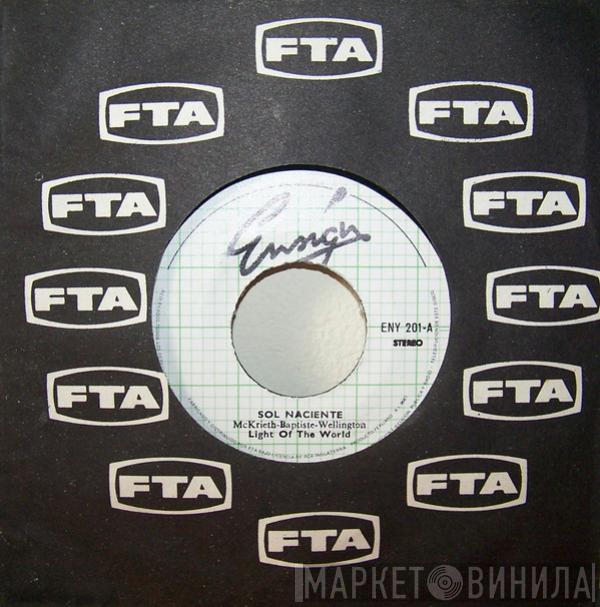 FTA
FTA
FTA
FTA
FTA
Ensign
FTA
FTA
ENY 201-A
STEREO
FTA
SOL NACIENTE
McKrieth-Baptiste-Wellington
Light Of The World
FTA
FTA
FTA
FTA
FTA
МАРКЕТ ВИНИЛА